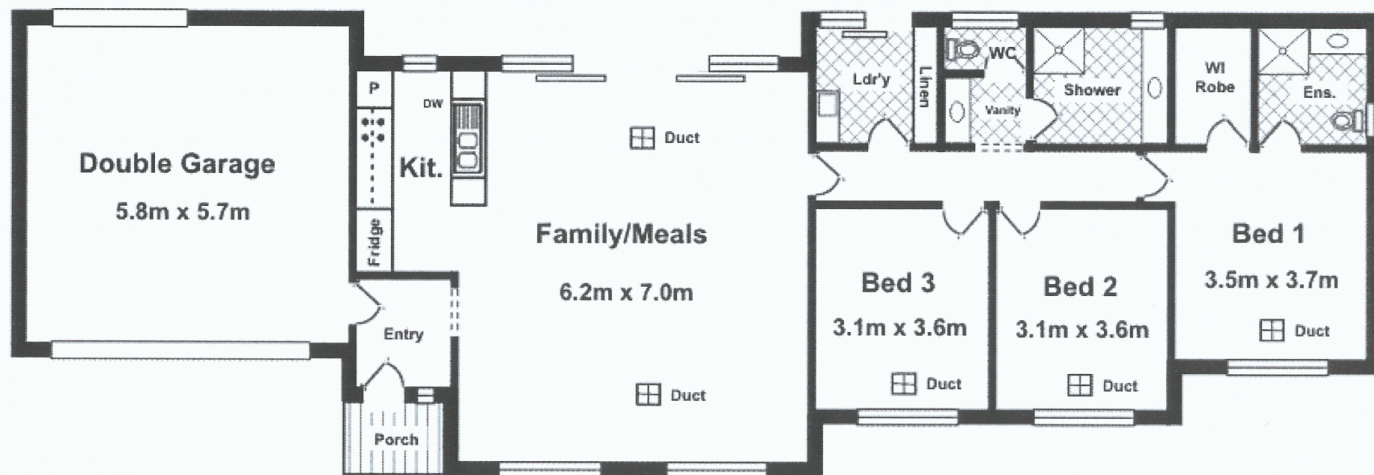 Double Garage
5.8m x 5.7m
P
DW
Kit.
Fridge
Entry
Porch
Duct
Family/Meals
6.2m x 7.0m
Duct
Ldr'y
Linen
WC
Vanity
Shower
WI
Robe
Ens.
Bed 3
3.1m x 3.6m
Duct
Bed 2
3.1m x 3.6m
Duct
Bed 1
3.5m x 3.7m
Duct